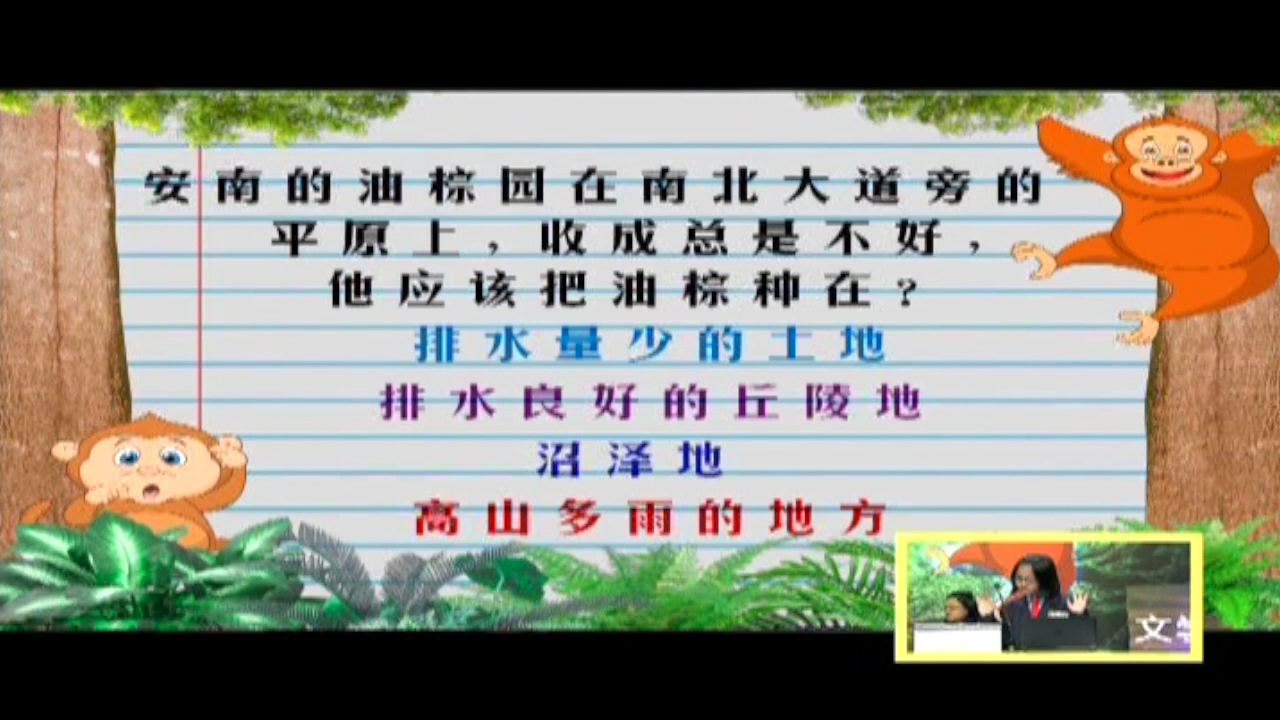 安南的油棕园在南北大道旁的
平原上，收成总是不好，
他应该把油棕种在？
排水量少的土地
排水良好的丘陵地
沼泽地
高山多雨的地方
文